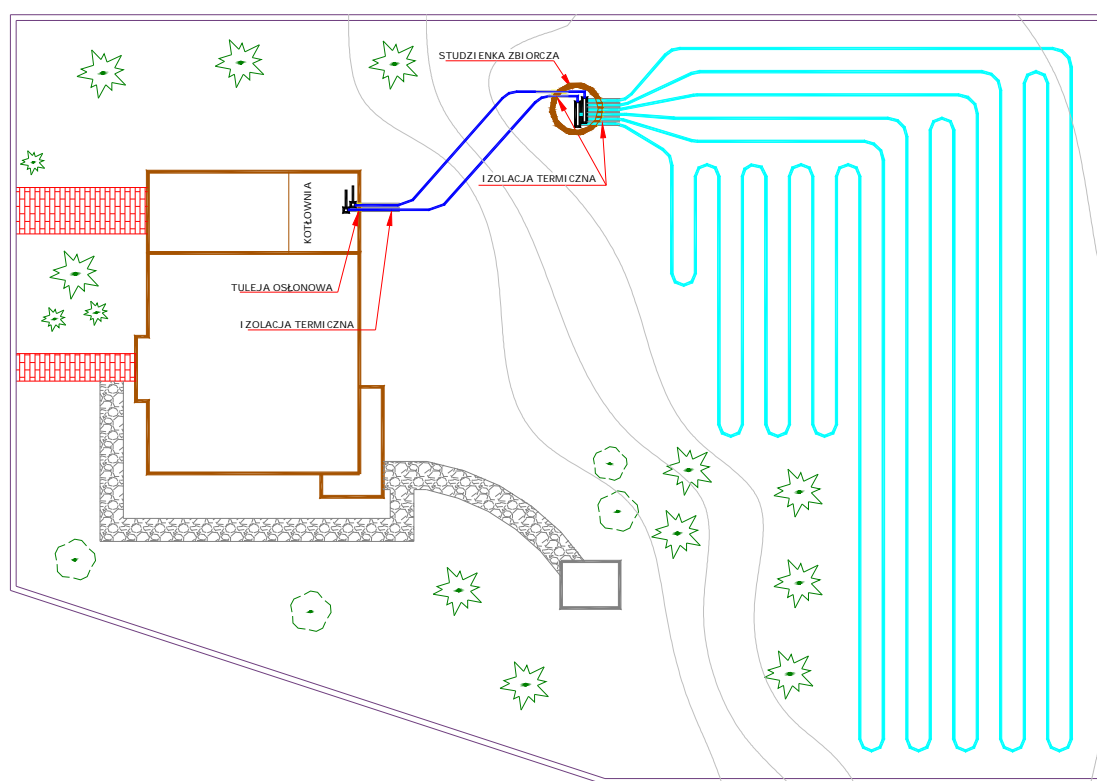 STUDZIENKA ZBIORCZA
IZOLACJA TERMICZNA
KOTŁOWNIA
TULEJA OSŁONOWA
IZOLACJA TERMICZNA